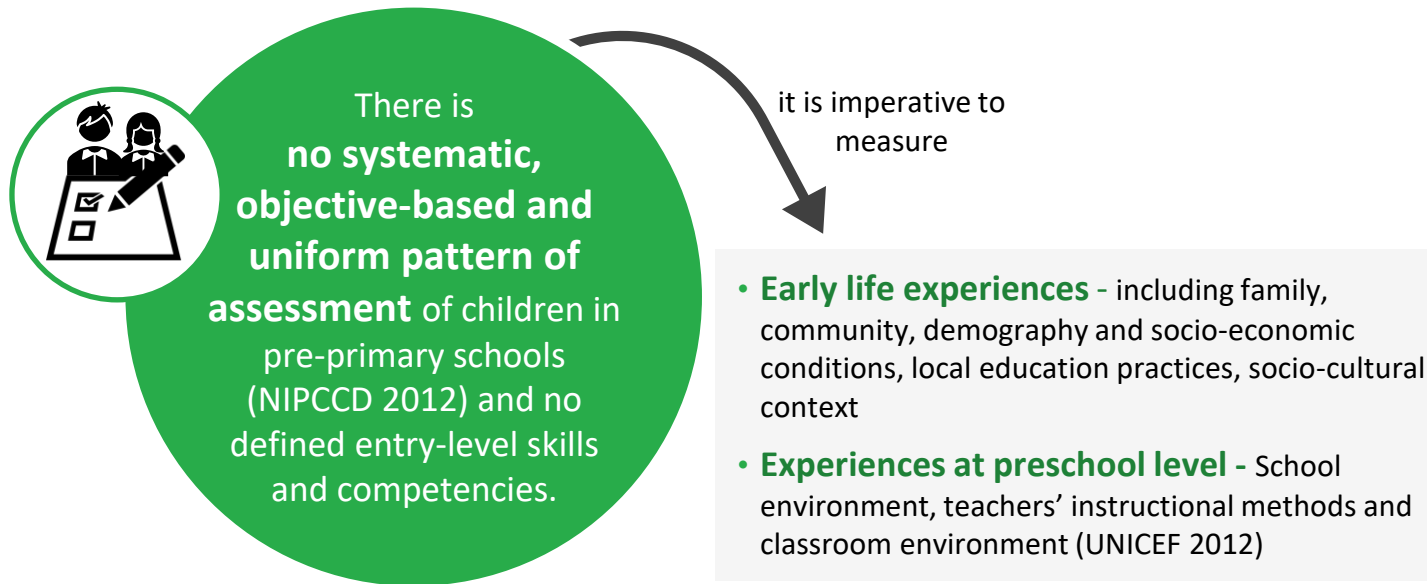 There is
no systematic,
objective-based and
uniform pattern of
assessment of children in
pre-primary schools
(NIPCCD 2012) and no
defined entry-level skills
and competencies.
it is imperative to
measure
• Early life experiences - including family,
community, demography and socio-economic
conditions, local education practices, socio-cultural
context
• Experiences at preschool level - School
environment, teachers’ instructional methods and
classroom environment (UNICEF 2012)